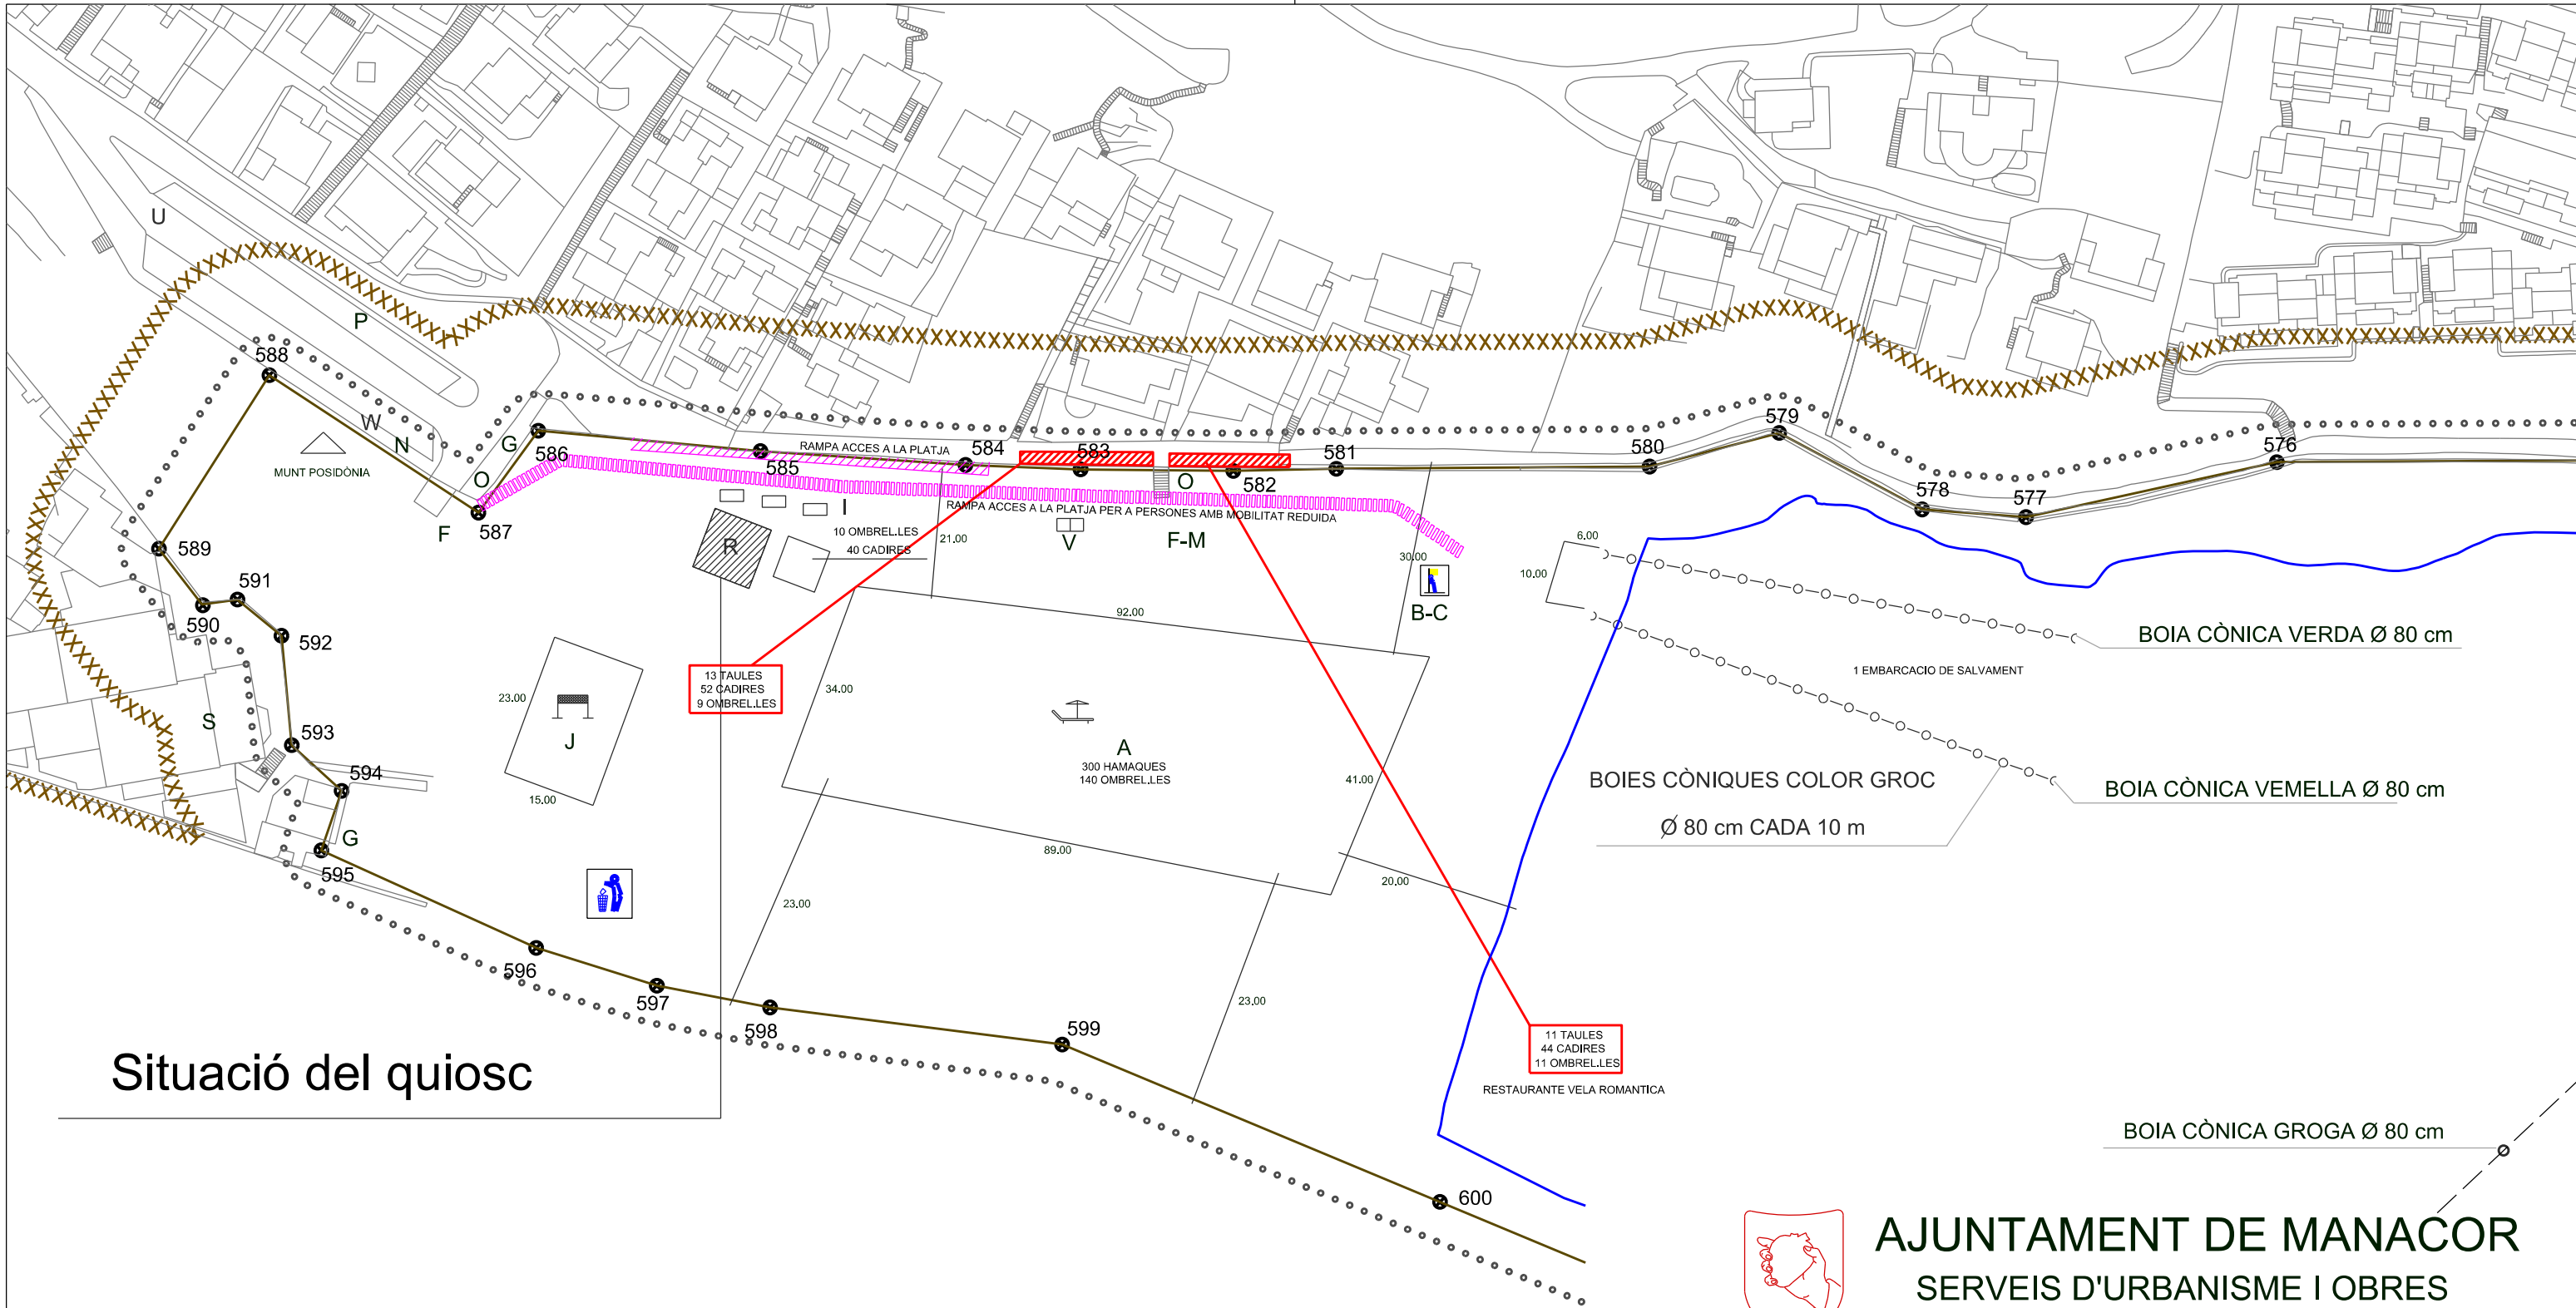 U
P
588
W
N
MUNT POSIDÒNIA
G
586
O
F
587
585
RAMPA ACCES A LA PLATJA
584
583
O
582
581
580
579
578
577
576
RAMPA ACCES A LA PLATJA PER A PERSONES AMB MOBILITAT REDUIDA
I
10 OMBREL.LES
40 CADIRES
R
21.00
V
F-M
30.00
B-C
6.00
10.00
589
591
590
592
92.00
BOIA CÒNICA VERDA Ø 80 cm
1 EMBARCACIO DE SALVAMENT
13 TAULES
52 CADIRES
9 OMBREL.LES
34.00
23.00
J
15.00
S
593
594
G
595
A
300 HAMAQUES
140 OMBREL.LES
41.00
89.00
20.00
BOIES CÒNIQUES COLOR GROC
Ø 80 cm CADA 10 m
BOIA CÒNICA VEMELLA Ø 80 cm
23.00
23.00
596
597
598
599
600
11 TAULES
44 CADIRES
11 OMBREL.LES
RESTAURANTE VELA ROMANTICA
Situació del quiosc
BOIA CÒNICA GROGA Ø 80 cm
AJUNTAMENT DE MANACOR
SERVEIS D'URBANISME I OBRES